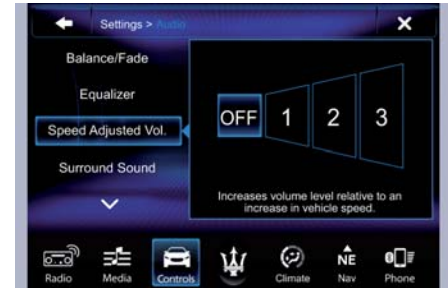 Settings > Audio
Balance/Fade
Equalizer
Speed Adjusted Vol.
Surround Sound
OFF 1 2 3
Increases volume level relative to an
increase in vehicle speed.
Radio Media Controls Climate Nav Phone
NE